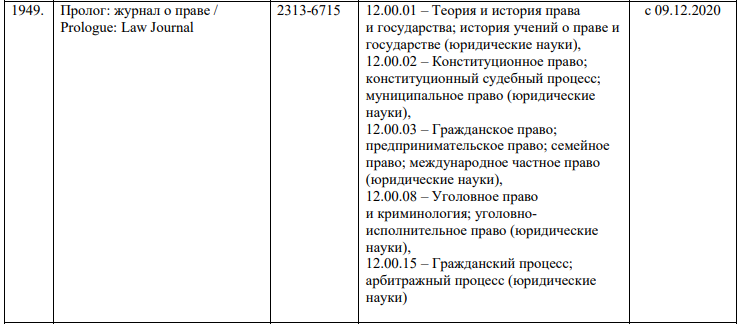 1949.
Пролог: журнал о праве /
Prologue: Law Journal
2313-6715
12.00.01 – Теория и история права
и государства; история учений о праве и
государстве (юридические науки),
12.00.02 – Конституционное право;
конституционный судебный процесс;
муниципальное право (юридические
науки),
12.00.03 – Гражданское право;
предпринимательское право; семейное
право; международное частное право
(юридические науки),
12.00.08 – Уголовное право
и криминология; уголовно-
исполнительное право (юридические
науки),
12.00.15 – Гражданский процесс;
арбитражный процесс (юридические
науки)
с 09.12.2020